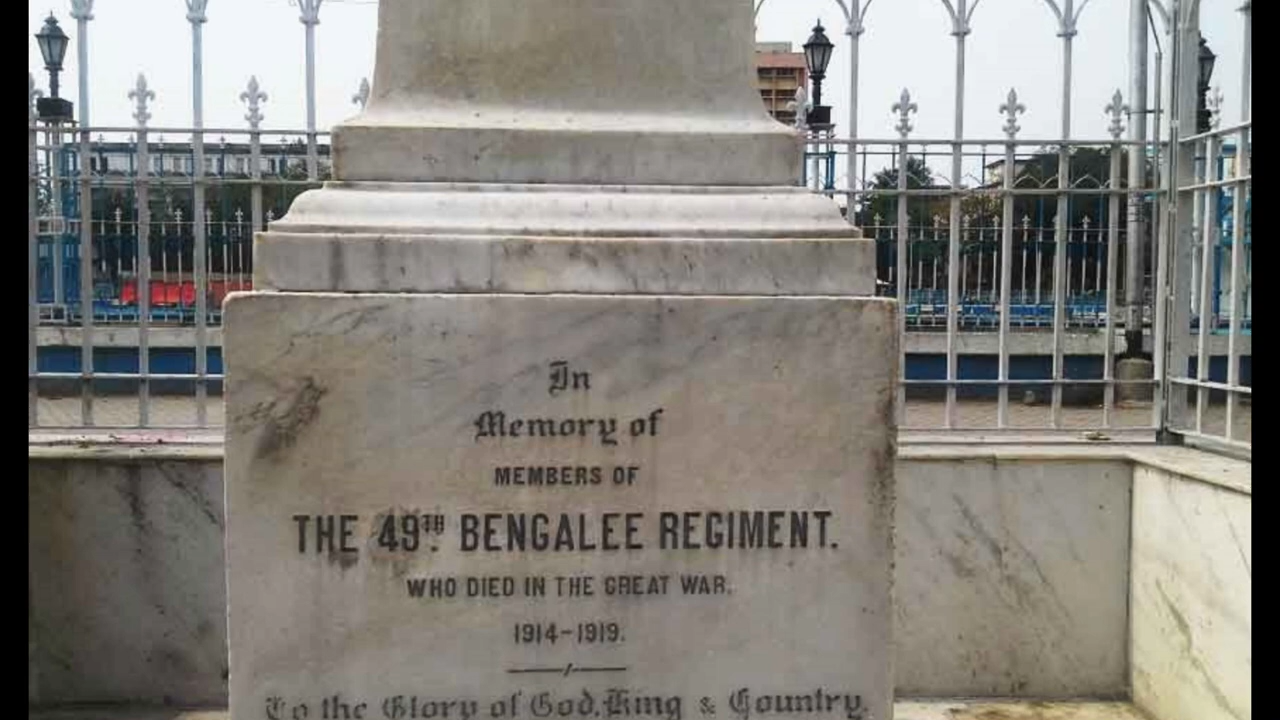 In
Memory of
MEMBERS OF
THE 49TH BENGALEE REGIMENT.
WHO DIED IN THE GREAT WAR.
1914-1919.
To the Glory of God, King & Country.